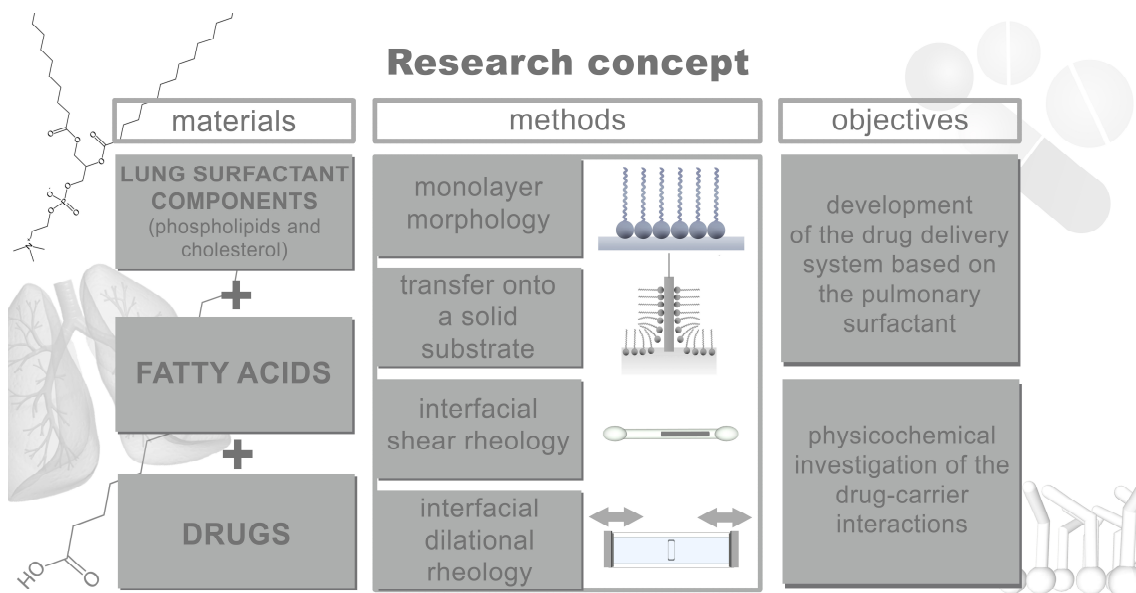 Research concept
materials
LUNG SURFACTANT
COMPONENTS
(phospholipids and
cholesterol)
+
FATTY ACIDS
+
DRUGS
methods
monolayer
morphology
transfer onto
a solid
substrate
interfacial
shear rheology
interfacial
dilational
rheology
objectives
development
of the drug delivery
system based on
the pulmonary
surfactant
physicochemical
investigation of the
drug-carrier
interactions
O
O
O
O
O
P
O
O
N
HO
O